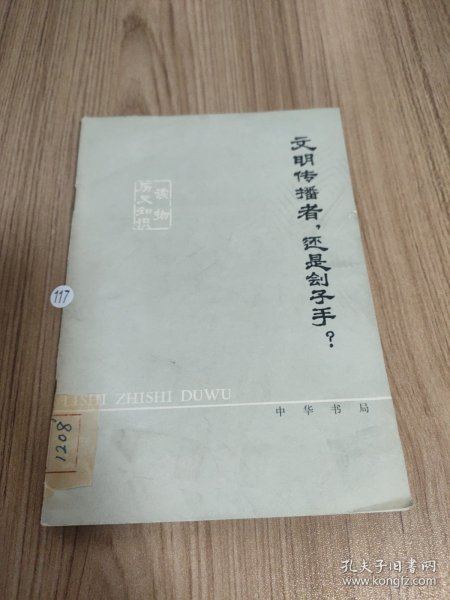 文明传播者，还是刽子手？
历史知识
读物
117
LISHI ZHISHI DUWU
中华书局
1208
孔夫子旧书网
www.kongfz.com